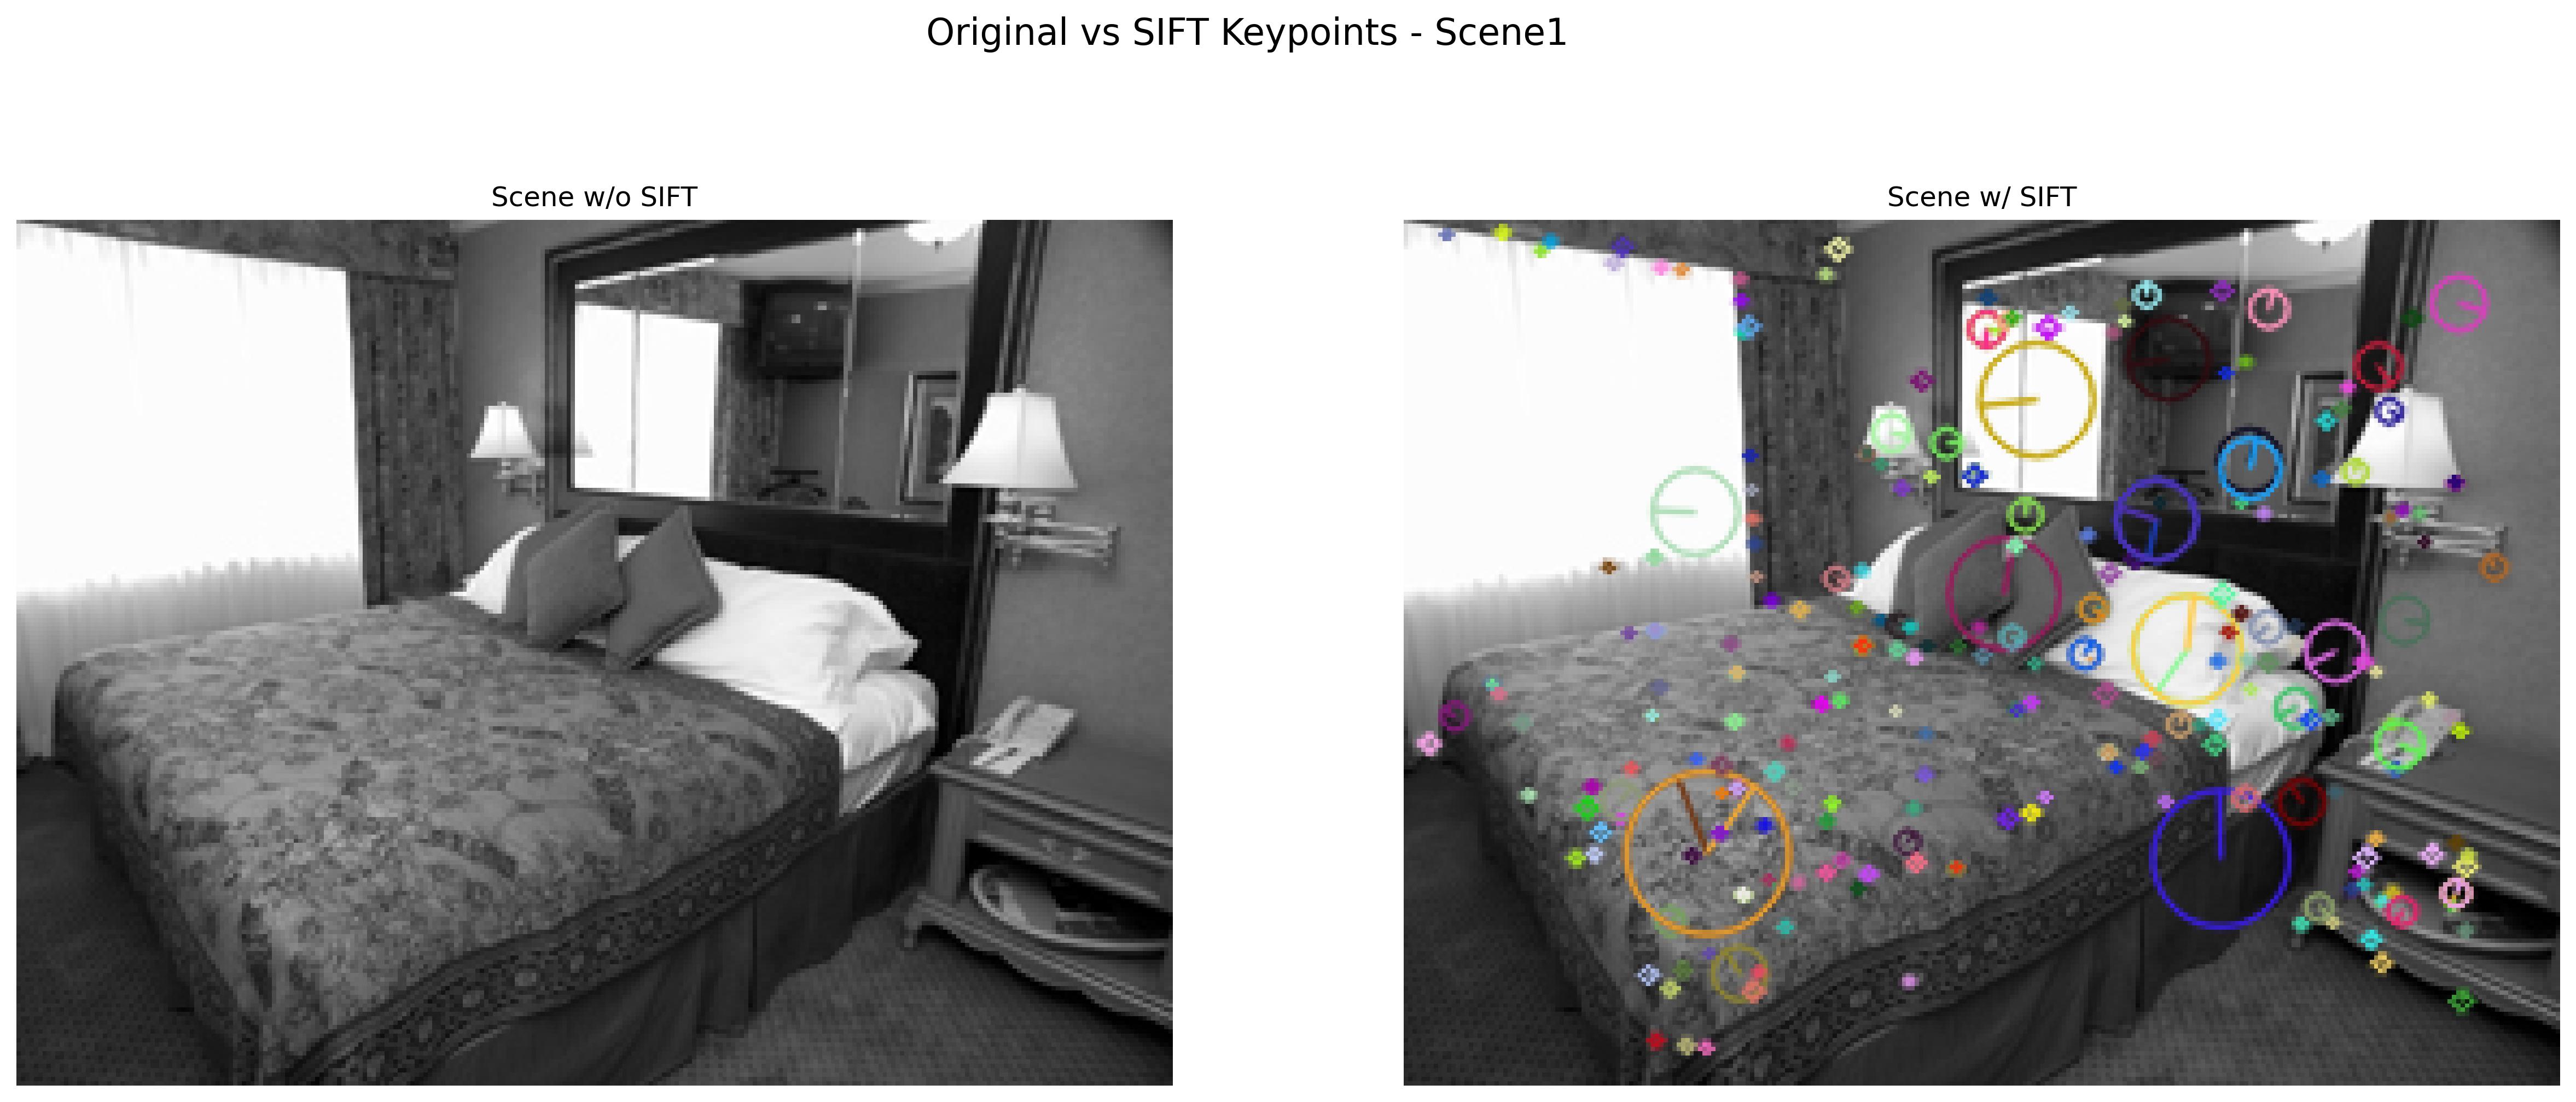 Original vs SIFT Keypoints - Scene1
Scene w/o SIFT
Scene w/ SIFT